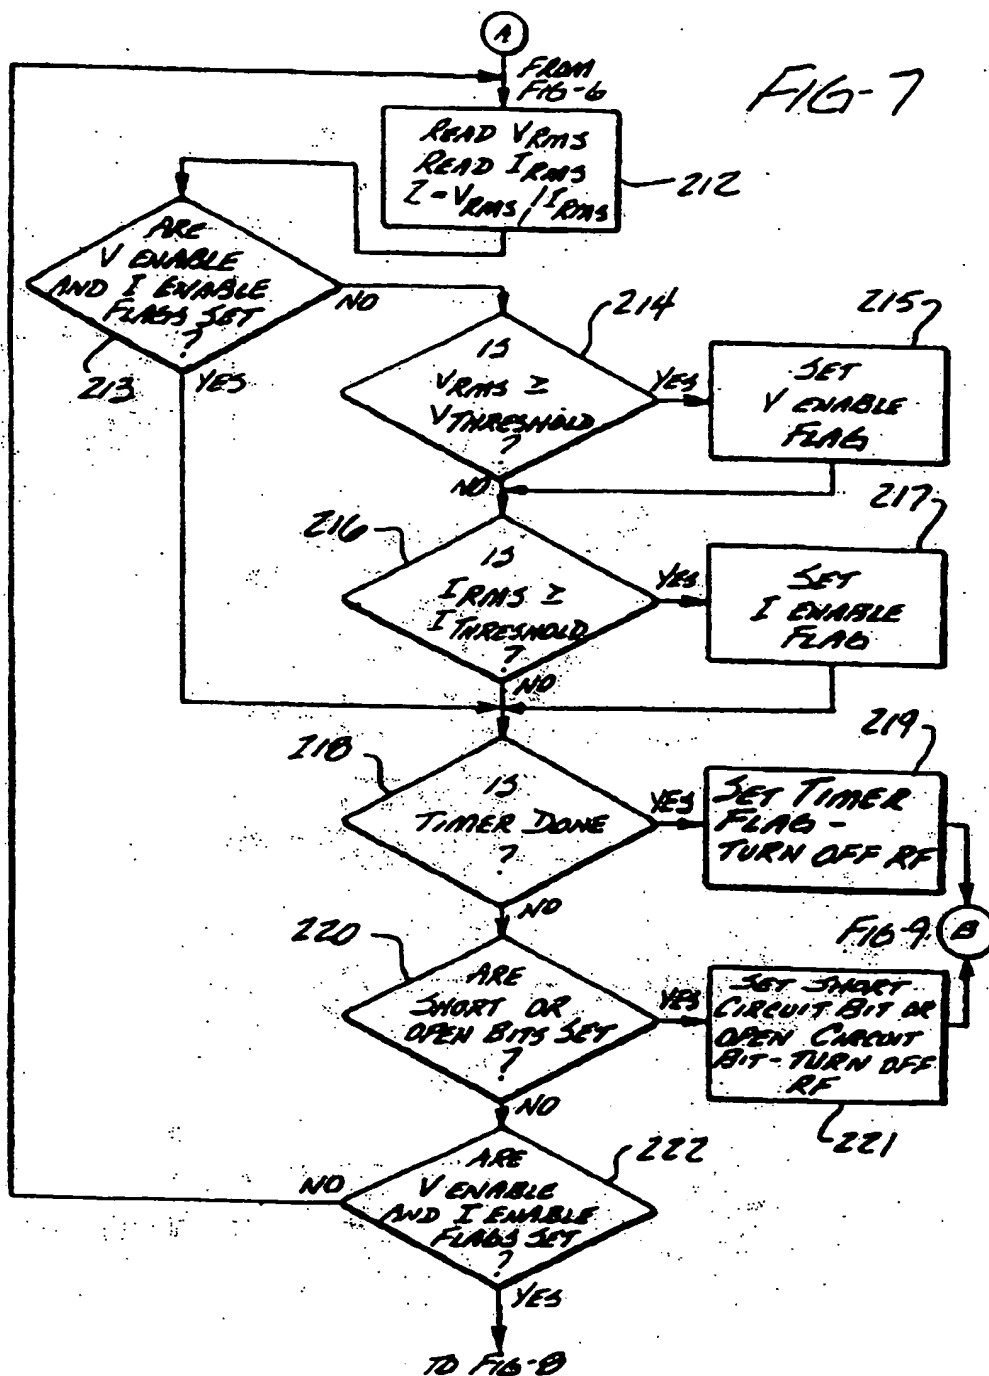 A
FROM
FIG-6
FIG-7
READ VRMS
READ IRMS
Z=VRMS/IRMS
212
ARE
V ENABLE
AND I ENABLE
FLAGS SET
?
213
NO
YES
IS
VRMS ≥
VTHRESHOLD
?
214
YES
NO
215
SET
V ENABLE
FLAG
216
IS
IRMS ≥
ITHRESHOLD
?
YES
NO
217
SET
I ENABLE
FLAG
218
IS
TIMER DONE
?
YES
NO
219
SET TIMER
FLAG-
TURN OFF RF
FIG-9
B
220
ARE
SHORT OR
OPEN BITS SET
?
YES
NO
SET SHORT
CIRCUIT BIT OR
OPEN CIRCUIT
BIT-TURN OFF
RF
221
222
ARE
V ENABLE
AND I ENABLE
FLAGS SET
?
NO
YES
TO FIG-8